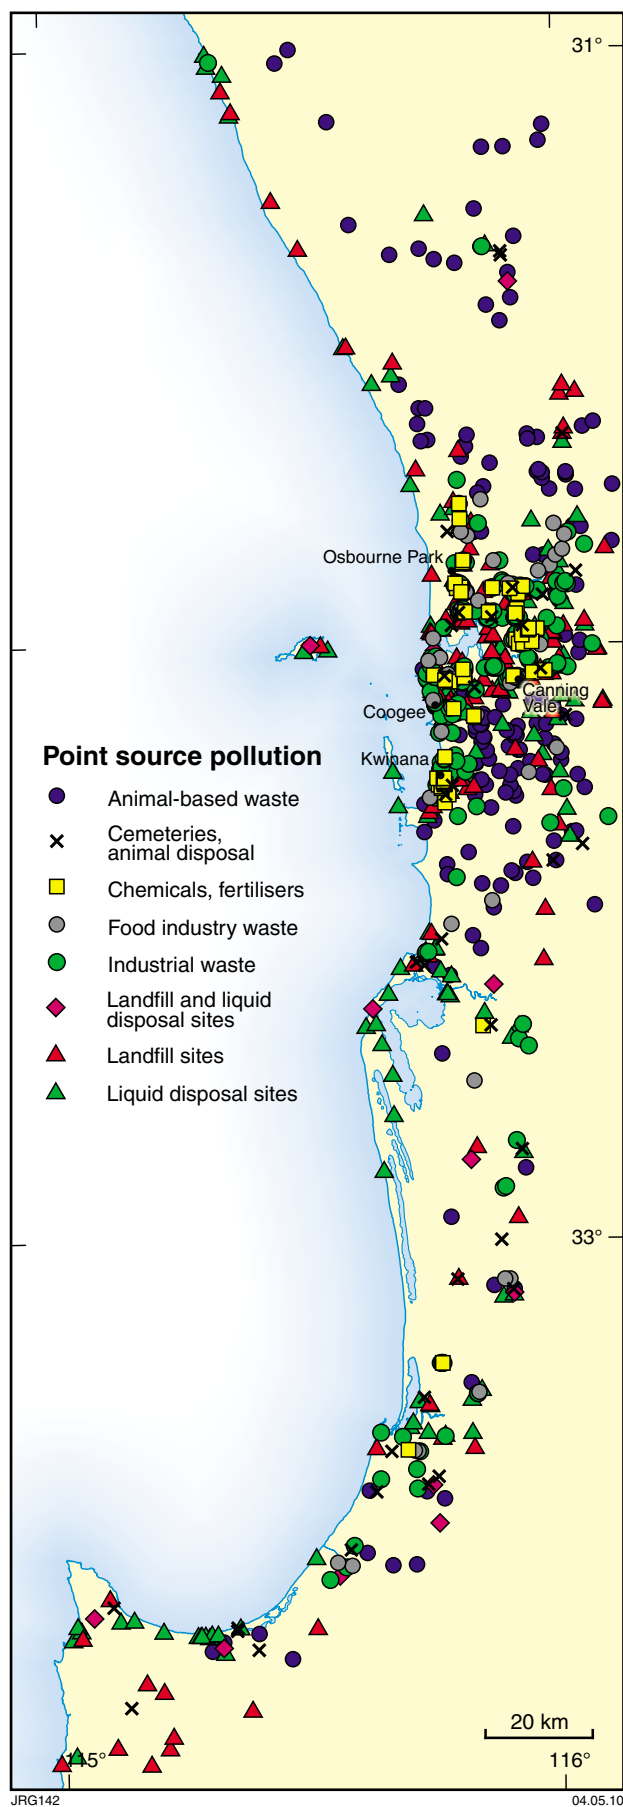 31°
Osbourne Park
Canning
Vale
Coogee
Kwinana
Point source pollution
Animal-based waste
Cemeteries,
animal disposal
Chemicals, fertilisers
Food industry waste
Industrial waste
Landfill and liquid
disposal sites
Landfill sites
Liquid disposal sites
33°
20 km
115°
116°
JRG142
04.05.10